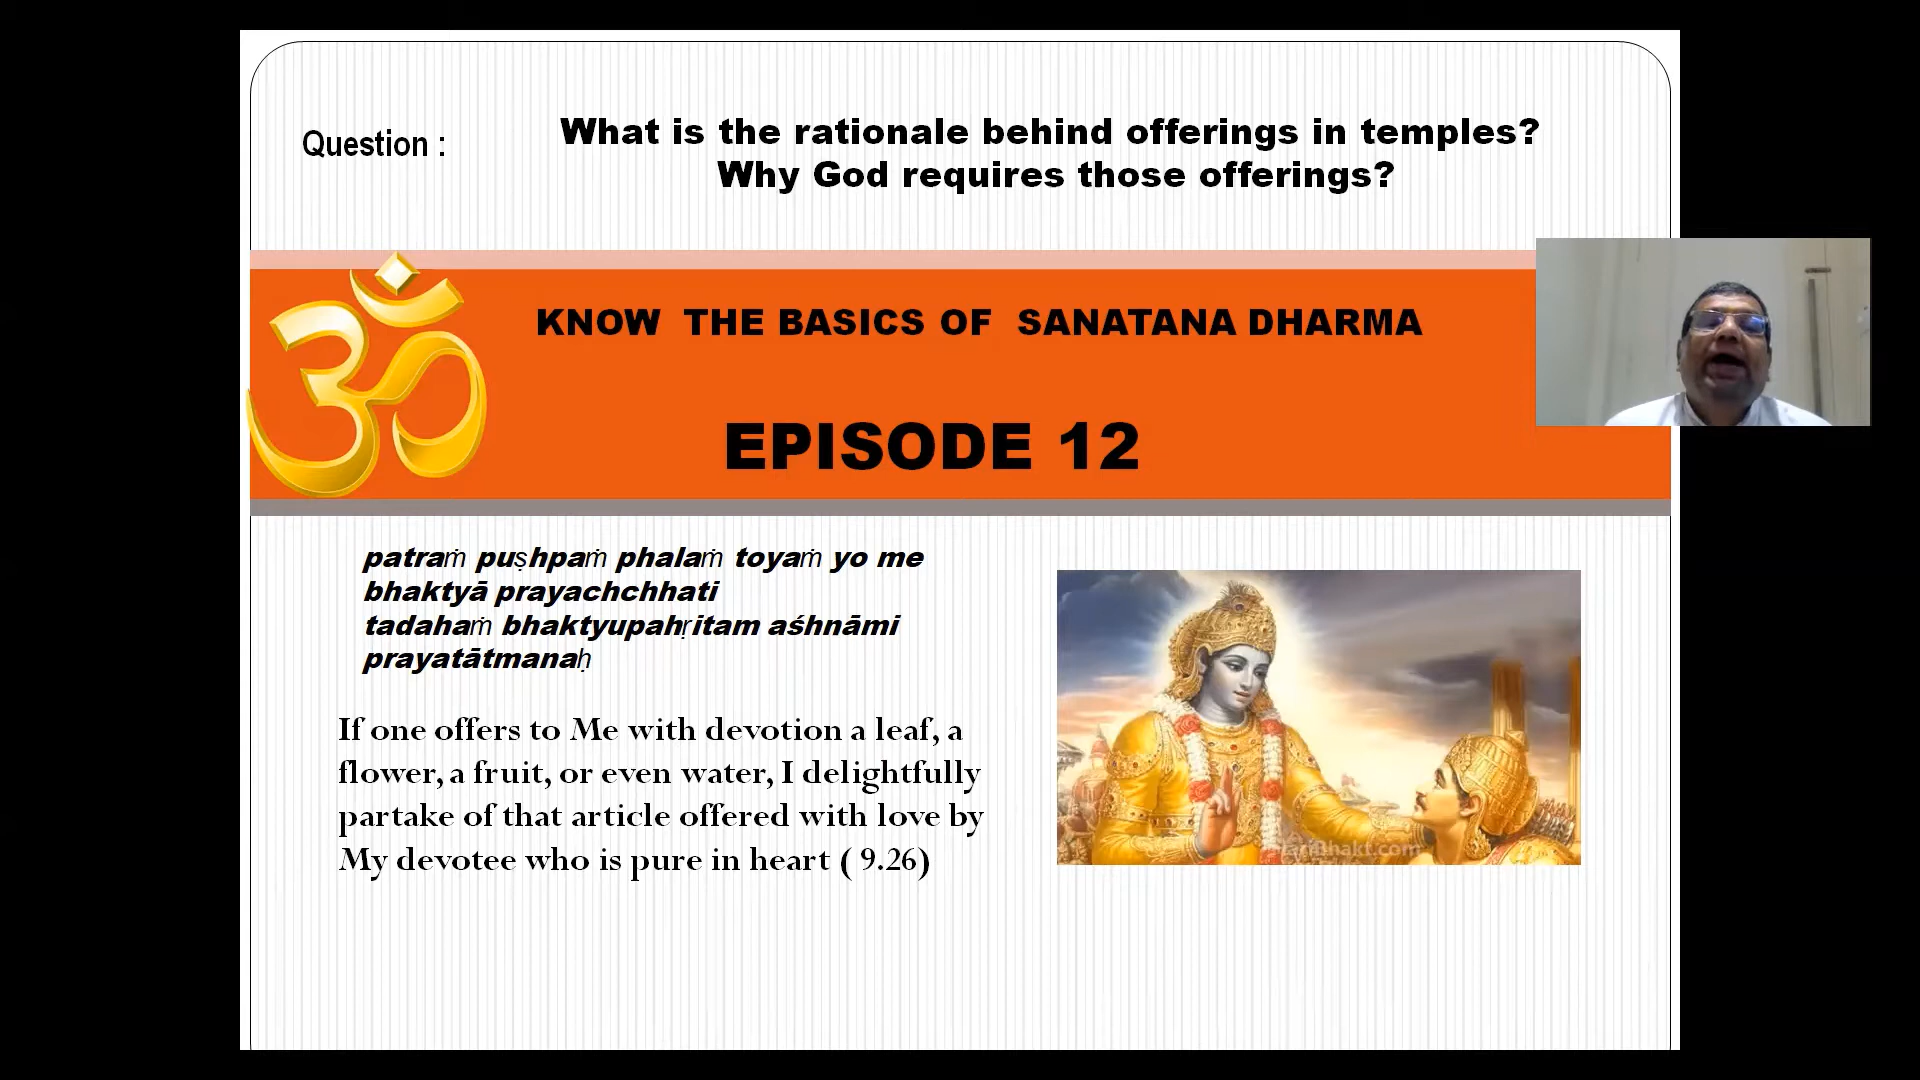 Question :
What is the rationale behind offerings in temples?
Why God requires those offerings?
KNOW THE BASICS OF SANATANA DHARMA
EPISODE 12
patraṁ puṣhpaṁ phalaṁ toyaṁ yo me
bhaktyā prayachchhati
tadahaṁ bhaktyupahṛitam aśhnāmi
prayatātmanaḥ
If one offers to Me with devotion a leaf, a
flower, a fruit, or even water, I delightfully
partake of that article offered with love by
My devotee who is pure in heart ( 9.26)